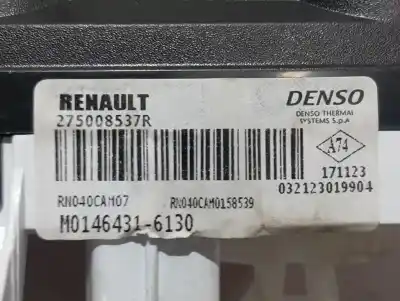 RENAULT
275008537R
DENSO
DENSO THERMAL
SYSTEMS S.p.A
A74
171123
032123019904
RN040CAM07 RN040CAM0158539
M0146431-6130